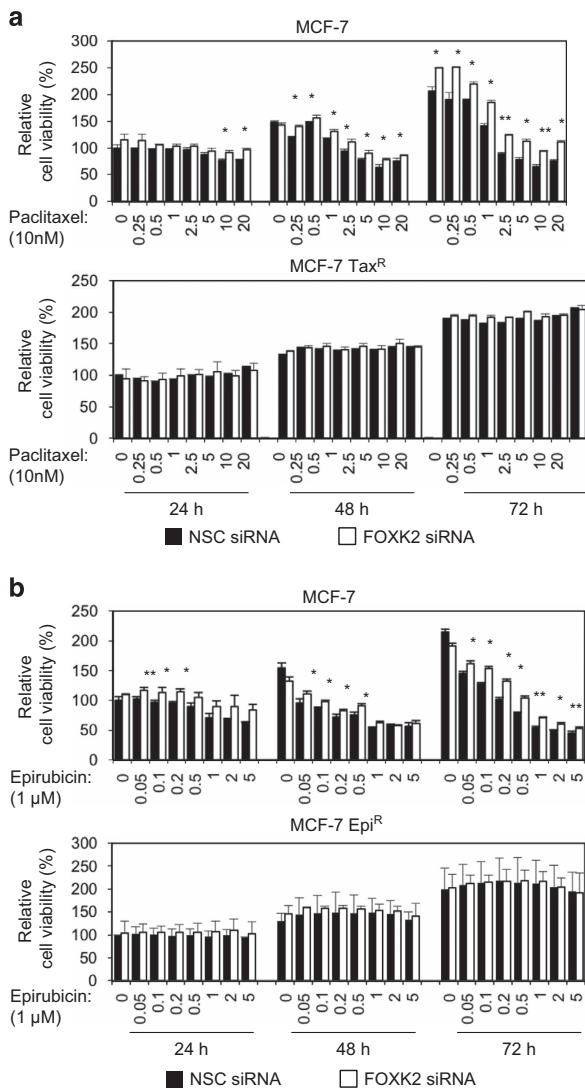 a
MCF-7
Relative
cell viability (%)
300
250
200
150
100
50
0
Paclitaxel:
(10nM)
0 0.25 0.5 1 2.5 5 10 20 0 0.25 0.5 1 2.5 5 10 20 0 0.25 0.5 1 2.5 5 10 20
* * * * * * * * * * * * * ** * ** *
MCF-7 Tax^R
Relative
cell viability (%)
250
200
150
100
50
0
Paclitaxel:
(10nM)
0 0.25 0.5 1 2.5 5 10 20 0 0.25 0.5 1 2.5 5 10 20 0 0.25 0.5 1 2.5 5 10 20
24 h 48 h 72 h
NSC siRNA FOXK2 siRNA
b
MCF-7
Relative
cell viability (%)
250
200
150
100
50
0
** * * * * * * * * * * ** * **
Epirubicin:
(1 µM)
0 0.05 0.1 0.2 0.5 1 2 5 0 0.05 0.1 0.2 0.5 1 2 5 0 0.05 0.1 0.2 0.5 1 2 5
MCF-7 Epi^R
Relative
cell viability (%)
300
250
200
150
100
50
0
Epirubicin:
(1 µM)
0 0.05 0.1 0.2 0.5 1 2 5 0 0.05 0.1 0.2 0.5 1 2 5 0 0.05 0.1 0.2 0.5 1 2 5
24 h 48 h 72 h
NSC siRNA FOXK2 siRNA